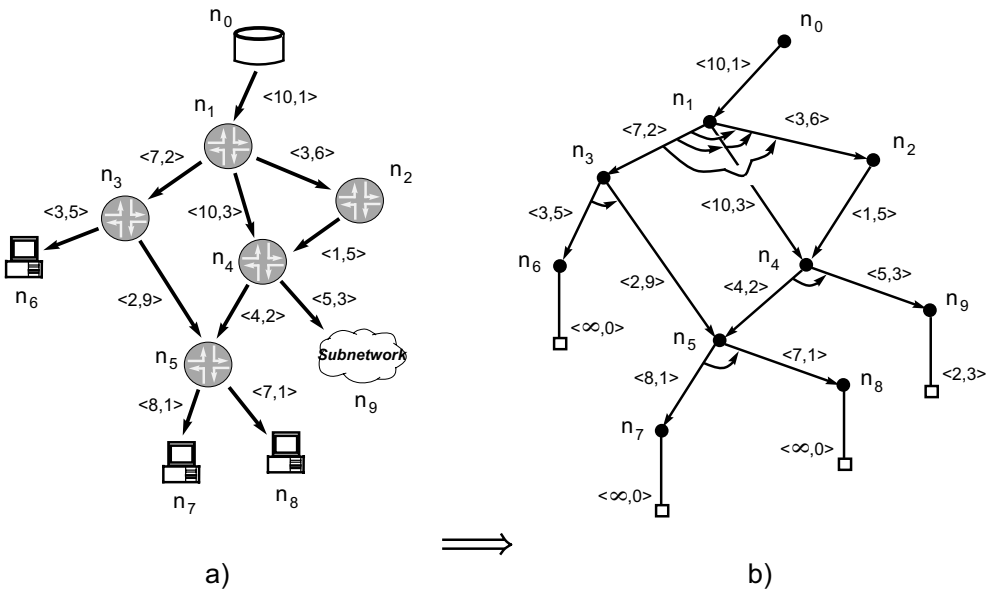 n0
<10,1>
n1
<7,2>
<3,6>
n3
n2
<3,5>
<10,3>
<1,5>
n4
n6
<2,9>
<4,2>
<5,3>
n5
Subnetwork
<8,1>
<7,1>
n9
n7
n8
a)
n0
<10,1>
n1
<7,2>
<3,6>
n3
n2
<3,5>
<10,3>
<1,5>
n6
n4
<2,9>
<4,2>
<5,3>
n9
<∞,0>
n5
<7,1>
<8,1>
n8
<2,3>
n7
<∞,0>
<∞,0>
b)